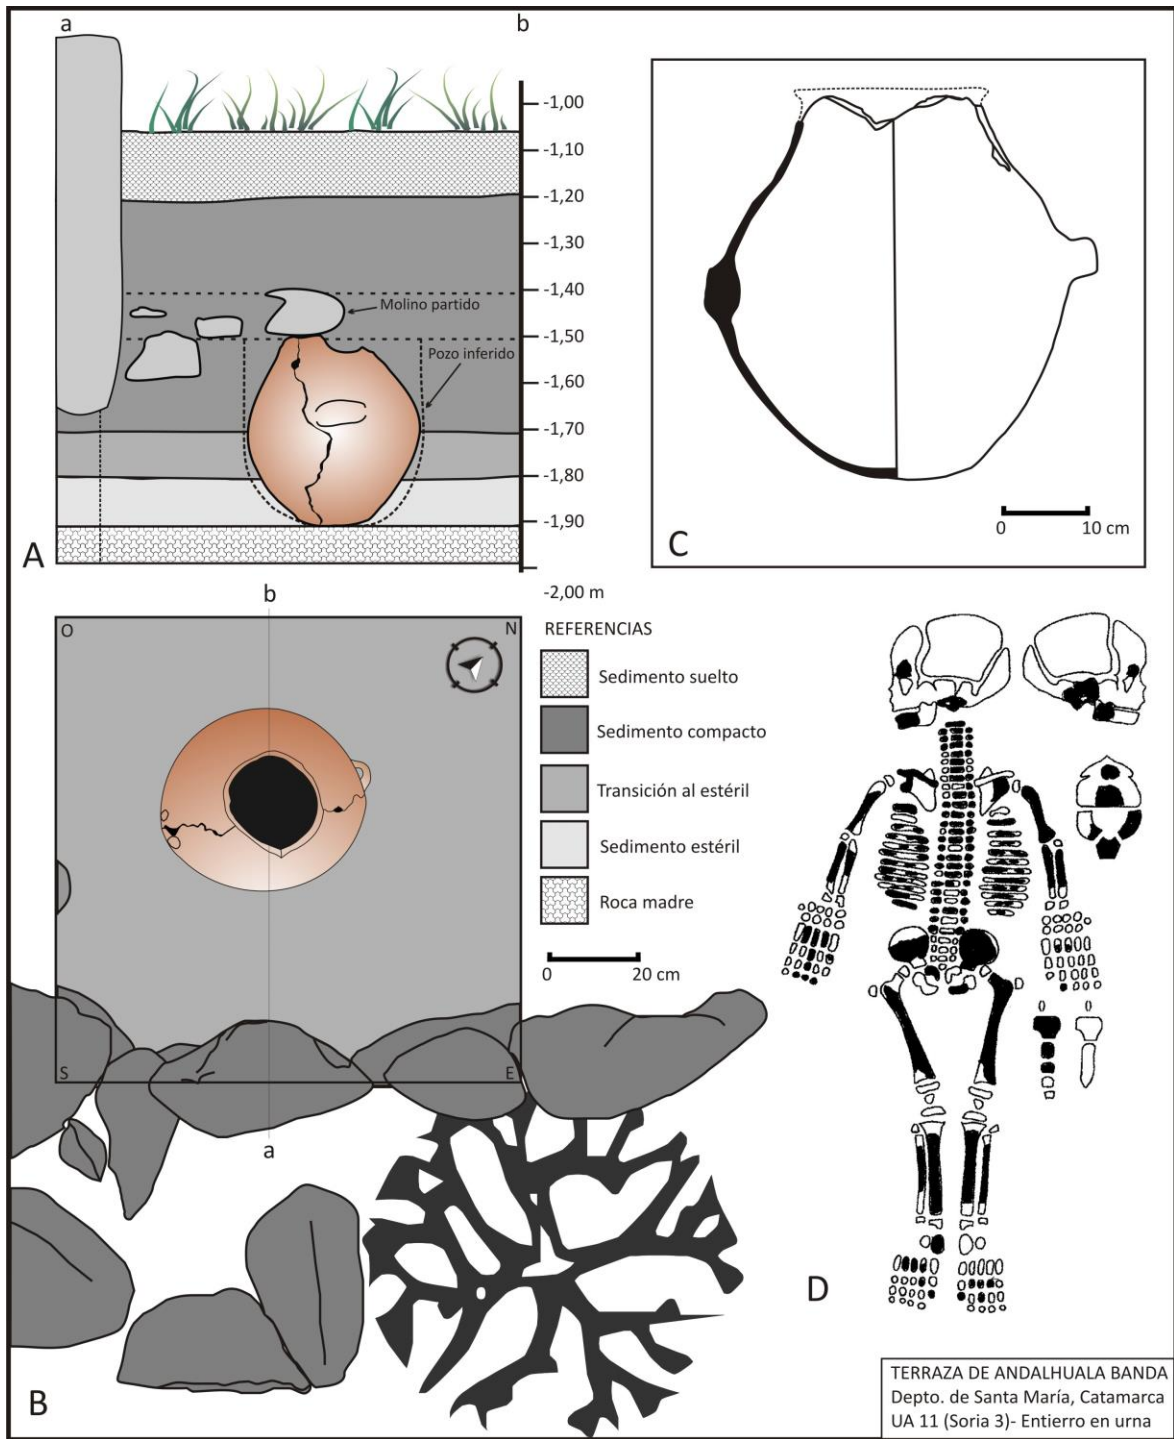 a
b
-1,00
-1,10
-1,20
-1,30
-1,40
Molino partido
-1,50
Pozo inferido
-1,60
-1,70
-1,80
-1,90
A
-2,00 m
0 10 cm
C
b
O
N
S
E
a
B
REFERENCIAS
Sedimento suelto
Sedimento compacto
Transición al estéril
Sedimento estéril
Roca madre
0 20 cm
D
TERRAZA DE ANDALHUALA BANDA
Depto. de Santa María, Catamarca
UA 11 (Soria 3)- Entierro en urna